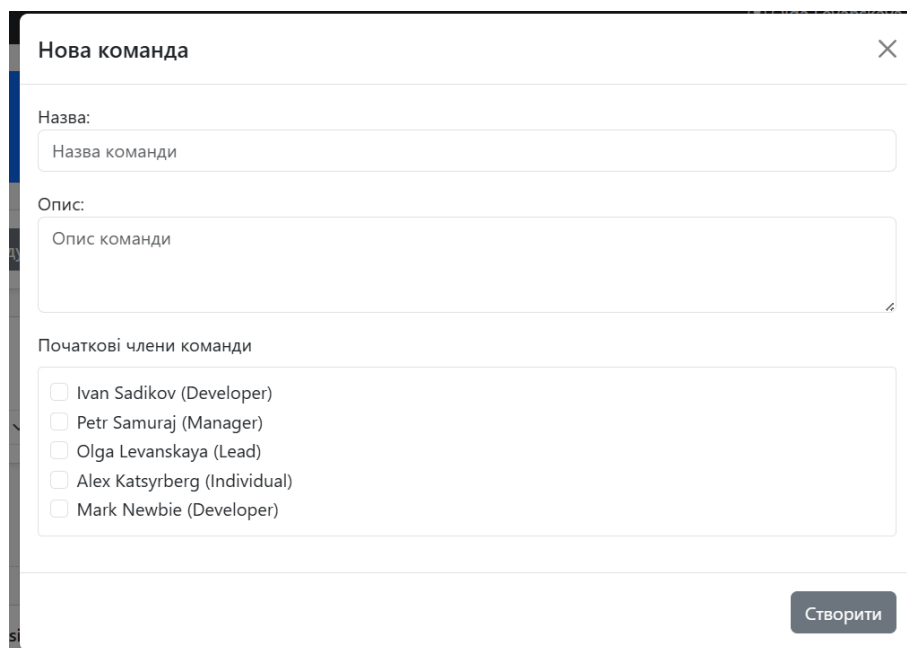 Нова команда
Назва:
Назва команди
Опис:
Опис команди
Початкові члени команди
Ivan Sadikov (Developer)
Petr Samuraj (Manager)
Olga Levanskaya (Lead)
Alex Katsyrberg (Individual)
Mark Newbie (Developer)
Створити